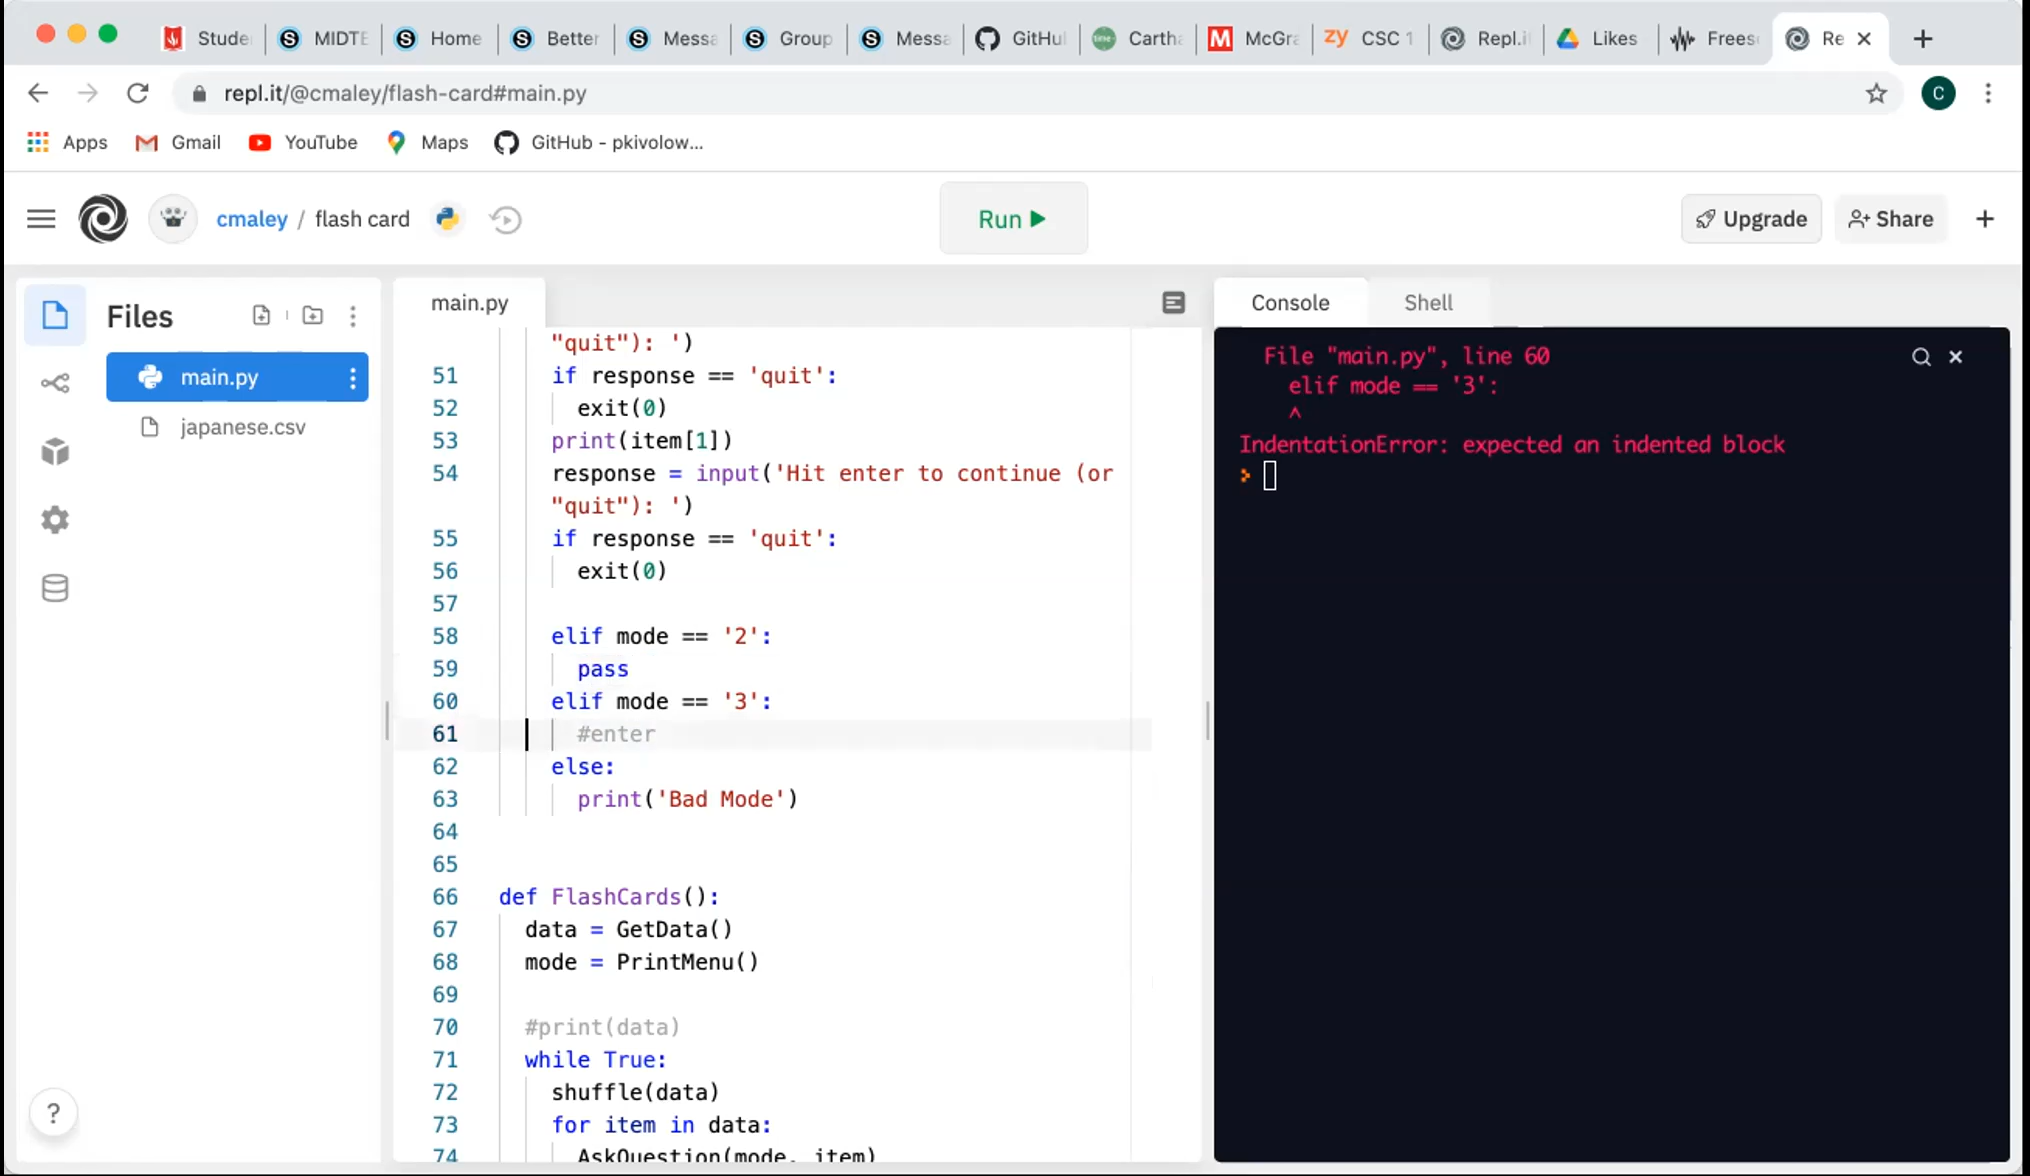 Stude MIDTE Home Better Messa Group Messa GitHul Cartha McGra zy CSC 1 Repl.i Likes Frees Re
repl.it/@cmaley/flash-card#main.py
C
Apps Gmail YouTube Maps GitHub - pkivolow...
cmaley / flash card
Run
Upgrade
Share
Files
main.py
japanese.csv
main.py
"quit"): ')
51 if response == 'quit':
52 exit(0)
53 print(item[1])
54 response = input('Hit enter to continue (or
"quit"): ')
55 if response == 'quit':
56 exit(0)
57
58 elif mode == '2':
59 pass
60 elif mode == '3':
61 #enter
62 else:
63 print('Bad Mode')
64
65
66 def FlashCards():
67 data = GetData()
68 mode = PrintMenu()
69
70 #print(data)
71 while True:
72 shuffle(data)
73 for item in data:
74 AskQuestion(mode, item)
Console Shell
File "main.py", line 60
elif mode == '3':
^
IndentationError: expected an indented block
?